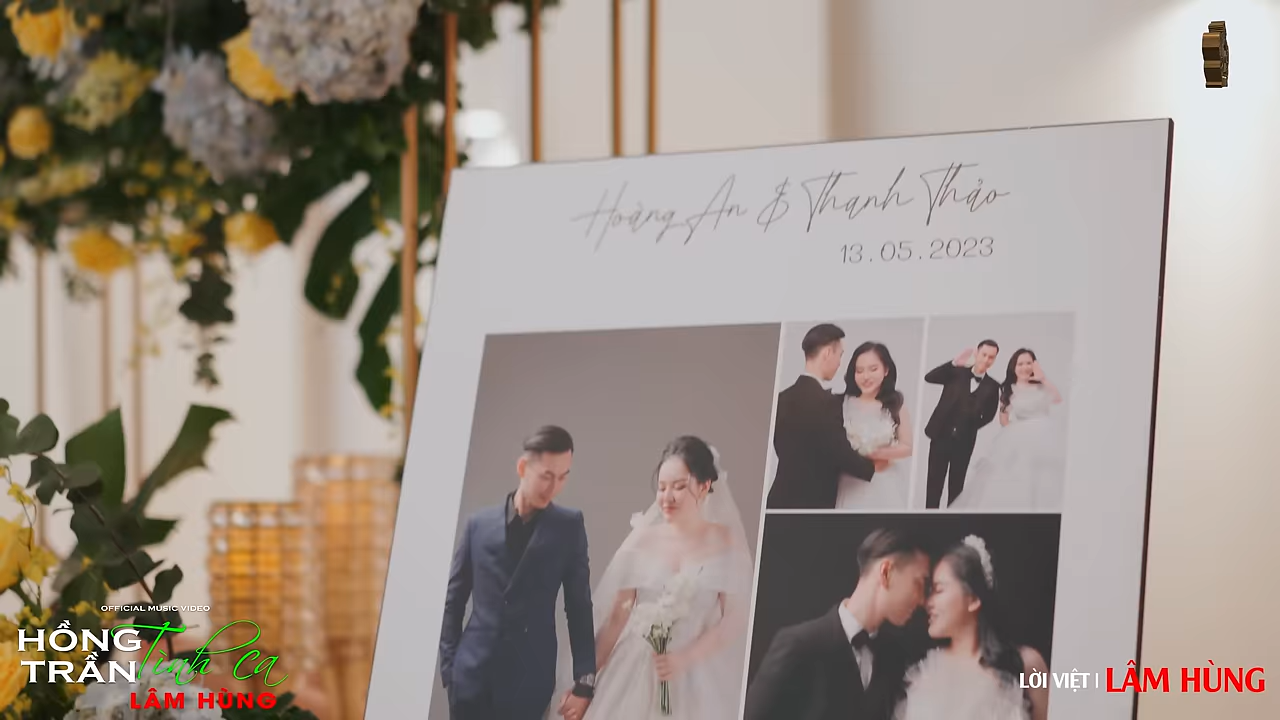 Hoàng An & Thanh Thảo
13.05.2023
OFFICIAL MUSIC VIDEO
HỒNG TRẦN Tình Ca
LÂM HÙNG
LỜI VIỆT | LÂM HÙNG